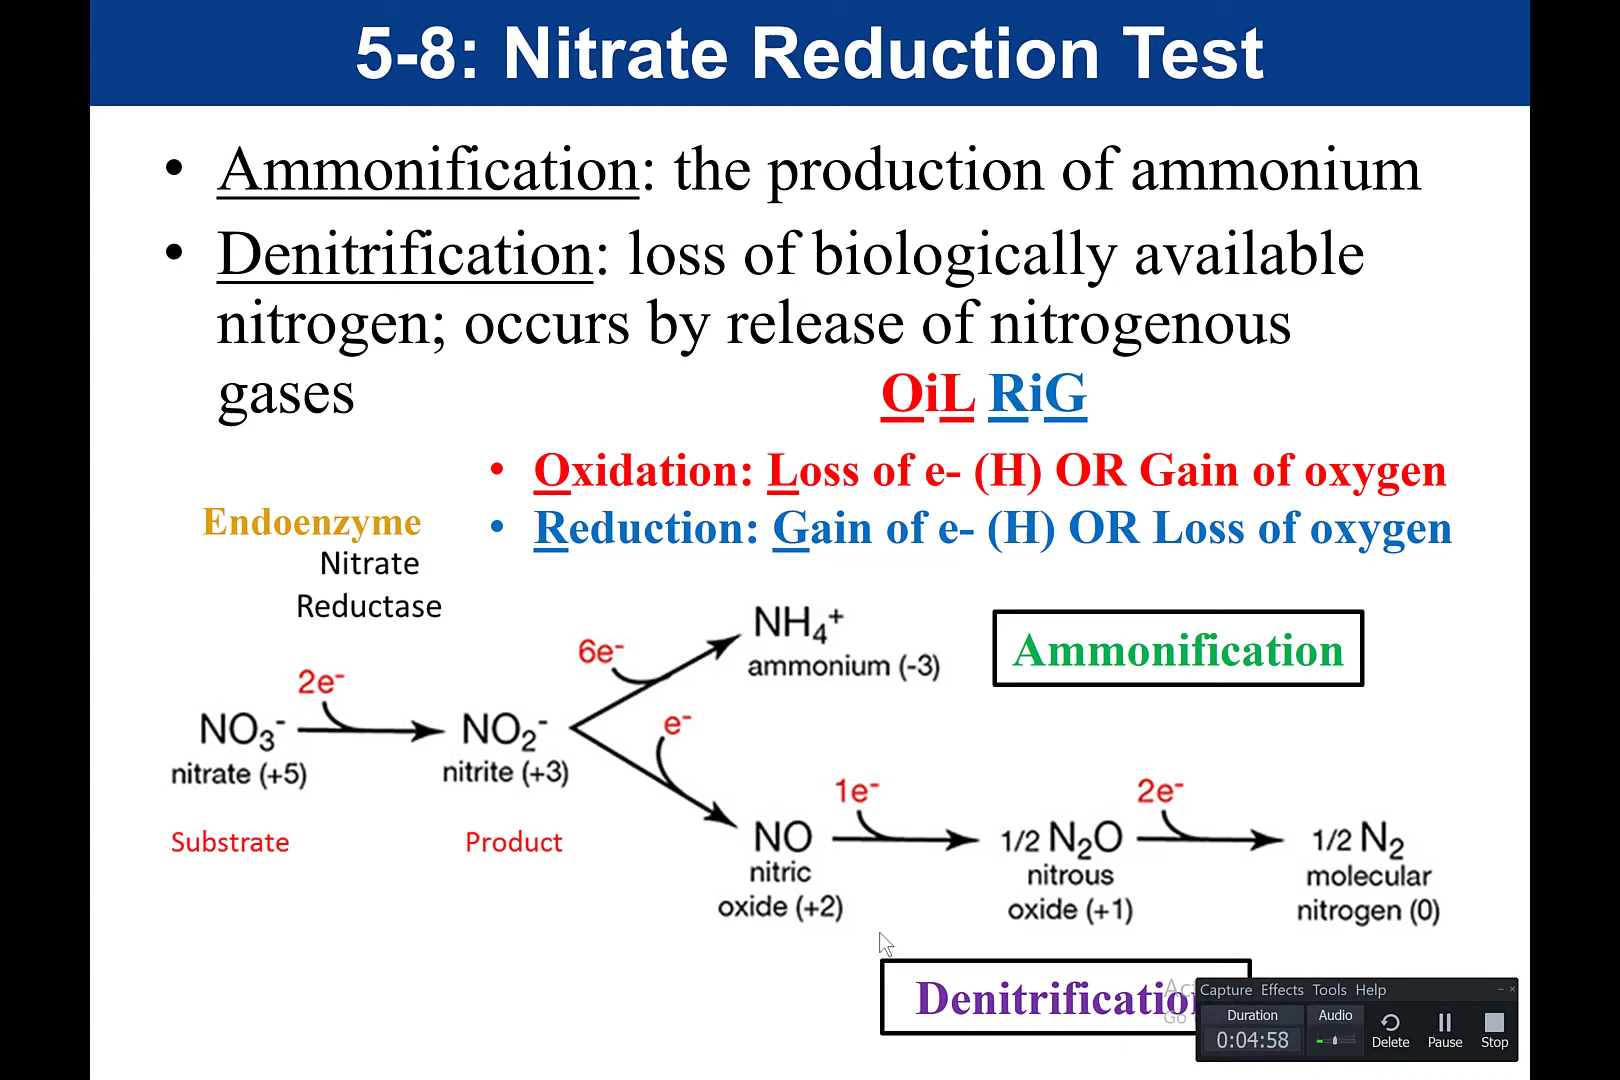 5-8: Nitrate Reduction Test
• Ammonification: the production of ammonium
• Denitrification: loss of biologically available
nitrogen; occurs by release of nitrogenous
gases
OiL RiG
• Oxidation: Loss of e- (H) OR Gain of oxygen
• Reduction: Gain of e- (H) OR Loss of oxygen
Endoenzyme
Nitrate
Reductase
NH₄⁺
ammonium (-3)
Ammonification
6e⁻
2e⁻
NO₃⁻
nitrate (+5)
NO₂⁻
nitrite (+3)
e⁻
Substrate
Product
1e⁻
2e⁻
NO
nitric
oxide (+2)
1/2 N₂O
nitrous
oxide (+1)
1/2 N₂
molecular
nitrogen (0)
Denitrificatio
Capture Effects Tools Help
Duration
0:04:58
Audio
Delete
Pause
Stop